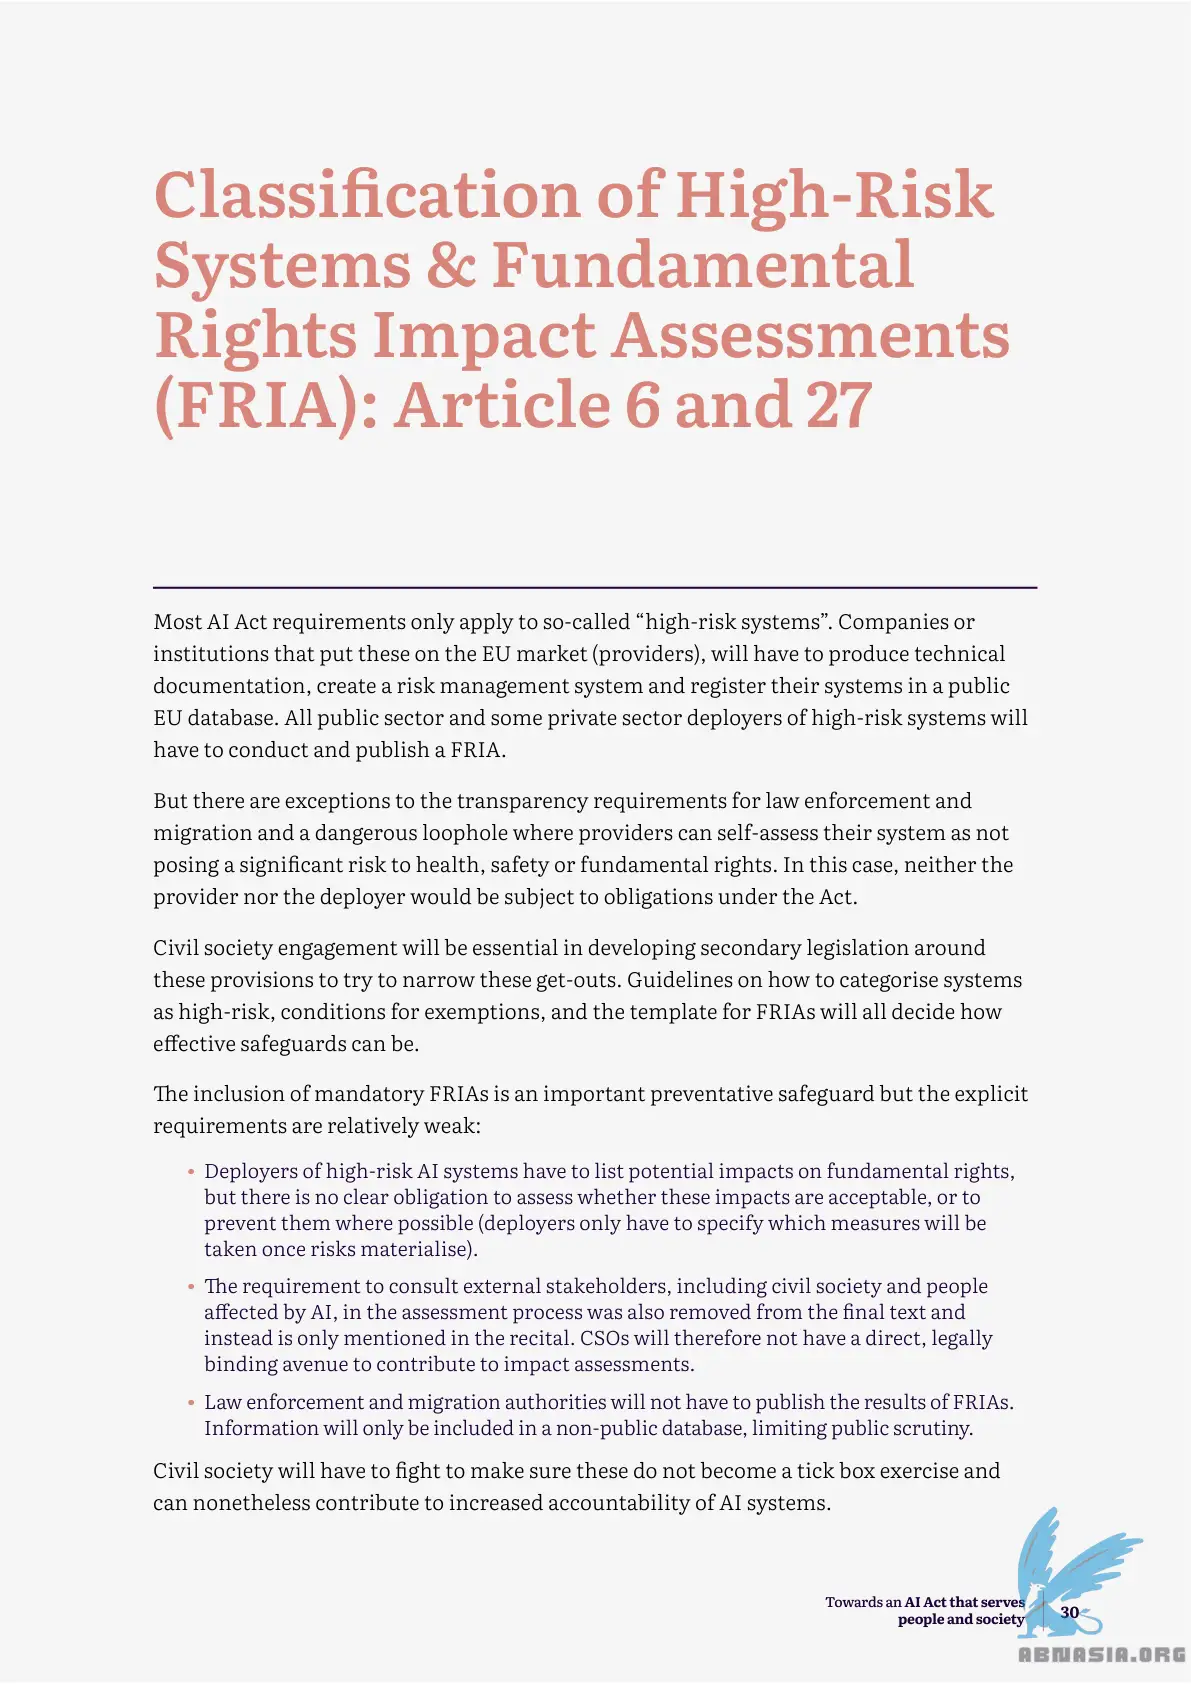 Classification of High-Risk
Systems & Fundamental
Rights Impact Assessments
(FRIA): Article 6 and 27
Most AI Act requirements only apply to so-called “high-risk systems”. Companies or
institutions that put these on the EU market (providers), will have to produce technical
documentation, create a risk management system and register their systems in a public
EU database. All public sector and some private sector deployers of high-risk systems will
have to conduct and publish a FRIA.
But there are exceptions to the transparency requirements for law enforcement and
migration and a dangerous loophole where providers can self-assess their system as not
posing a significant risk to health, safety or fundamental rights. In this case, neither the
provider nor the deployer would be subject to obligations under the Act.
Civil society engagement will be essential in developing secondary legislation around
these provisions to try to narrow these get-outs. Guidelines on how to categorise systems
as high-risk, conditions for exemptions, and the template for FRIAs will all decide how
effective safeguards can be.
The inclusion of mandatory FRIAs is an important preventative safeguard but the explicit
requirements are relatively weak:
• Deployers of high-risk AI systems have to list potential impacts on fundamental rights,
but there is no clear obligation to assess whether these impacts are acceptable, or to
prevent them where possible (deployers only have to specify which measures will be
taken once risks materialise).
• The requirement to consult external stakeholders, including civil society and people
affected by AI, in the assessment process was also removed from the final text and
instead is only mentioned in the recital. CSOs will therefore not have a direct, legally
binding avenue to contribute to impact assessments.
• Law enforcement and migration authorities will not have to publish the results of FRIAs.
Information will only be included in a non-public database, limiting public scrutiny.
Civil society will have to fight to make sure these do not become a tick box exercise and
can nonetheless contribute to increased accountability of AI systems.
Towards an AI Act that serves
people and society
30
ABNASIA.ORG